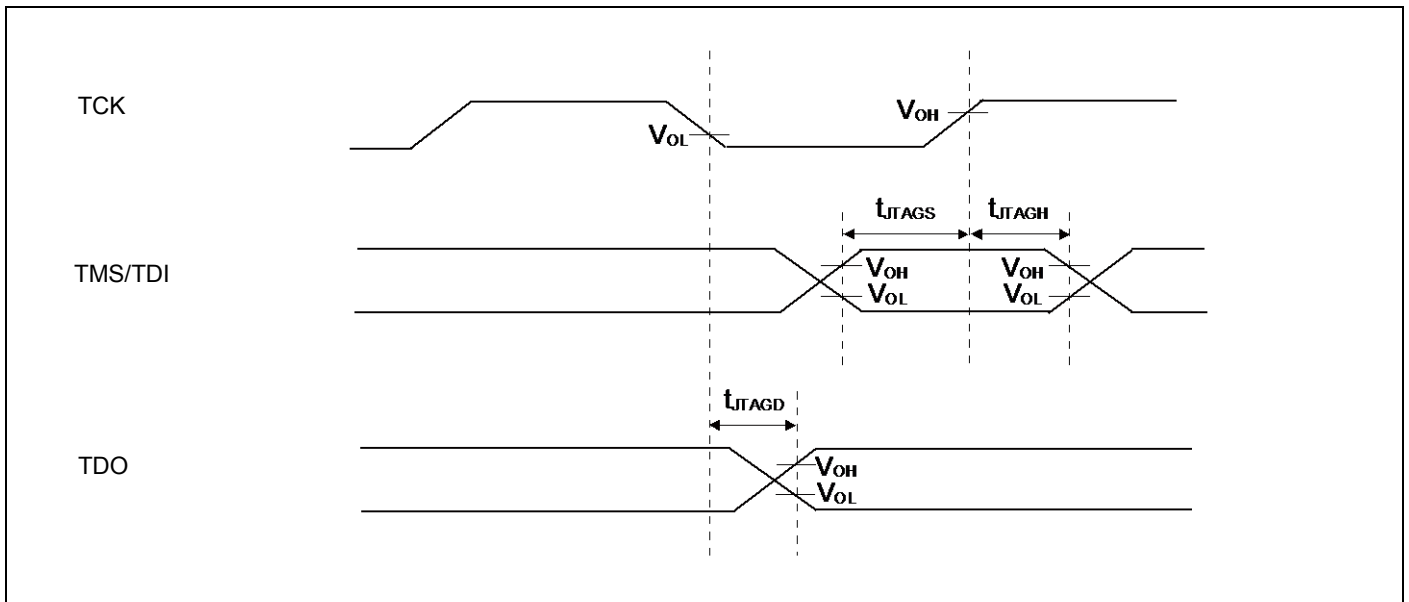 TCK
VOL
VOH
tJTAGS
tJTAGH
TMS/TDI
VOH
VOL
VOH
VOL
tJTAGD
TDO
VOH
VOL